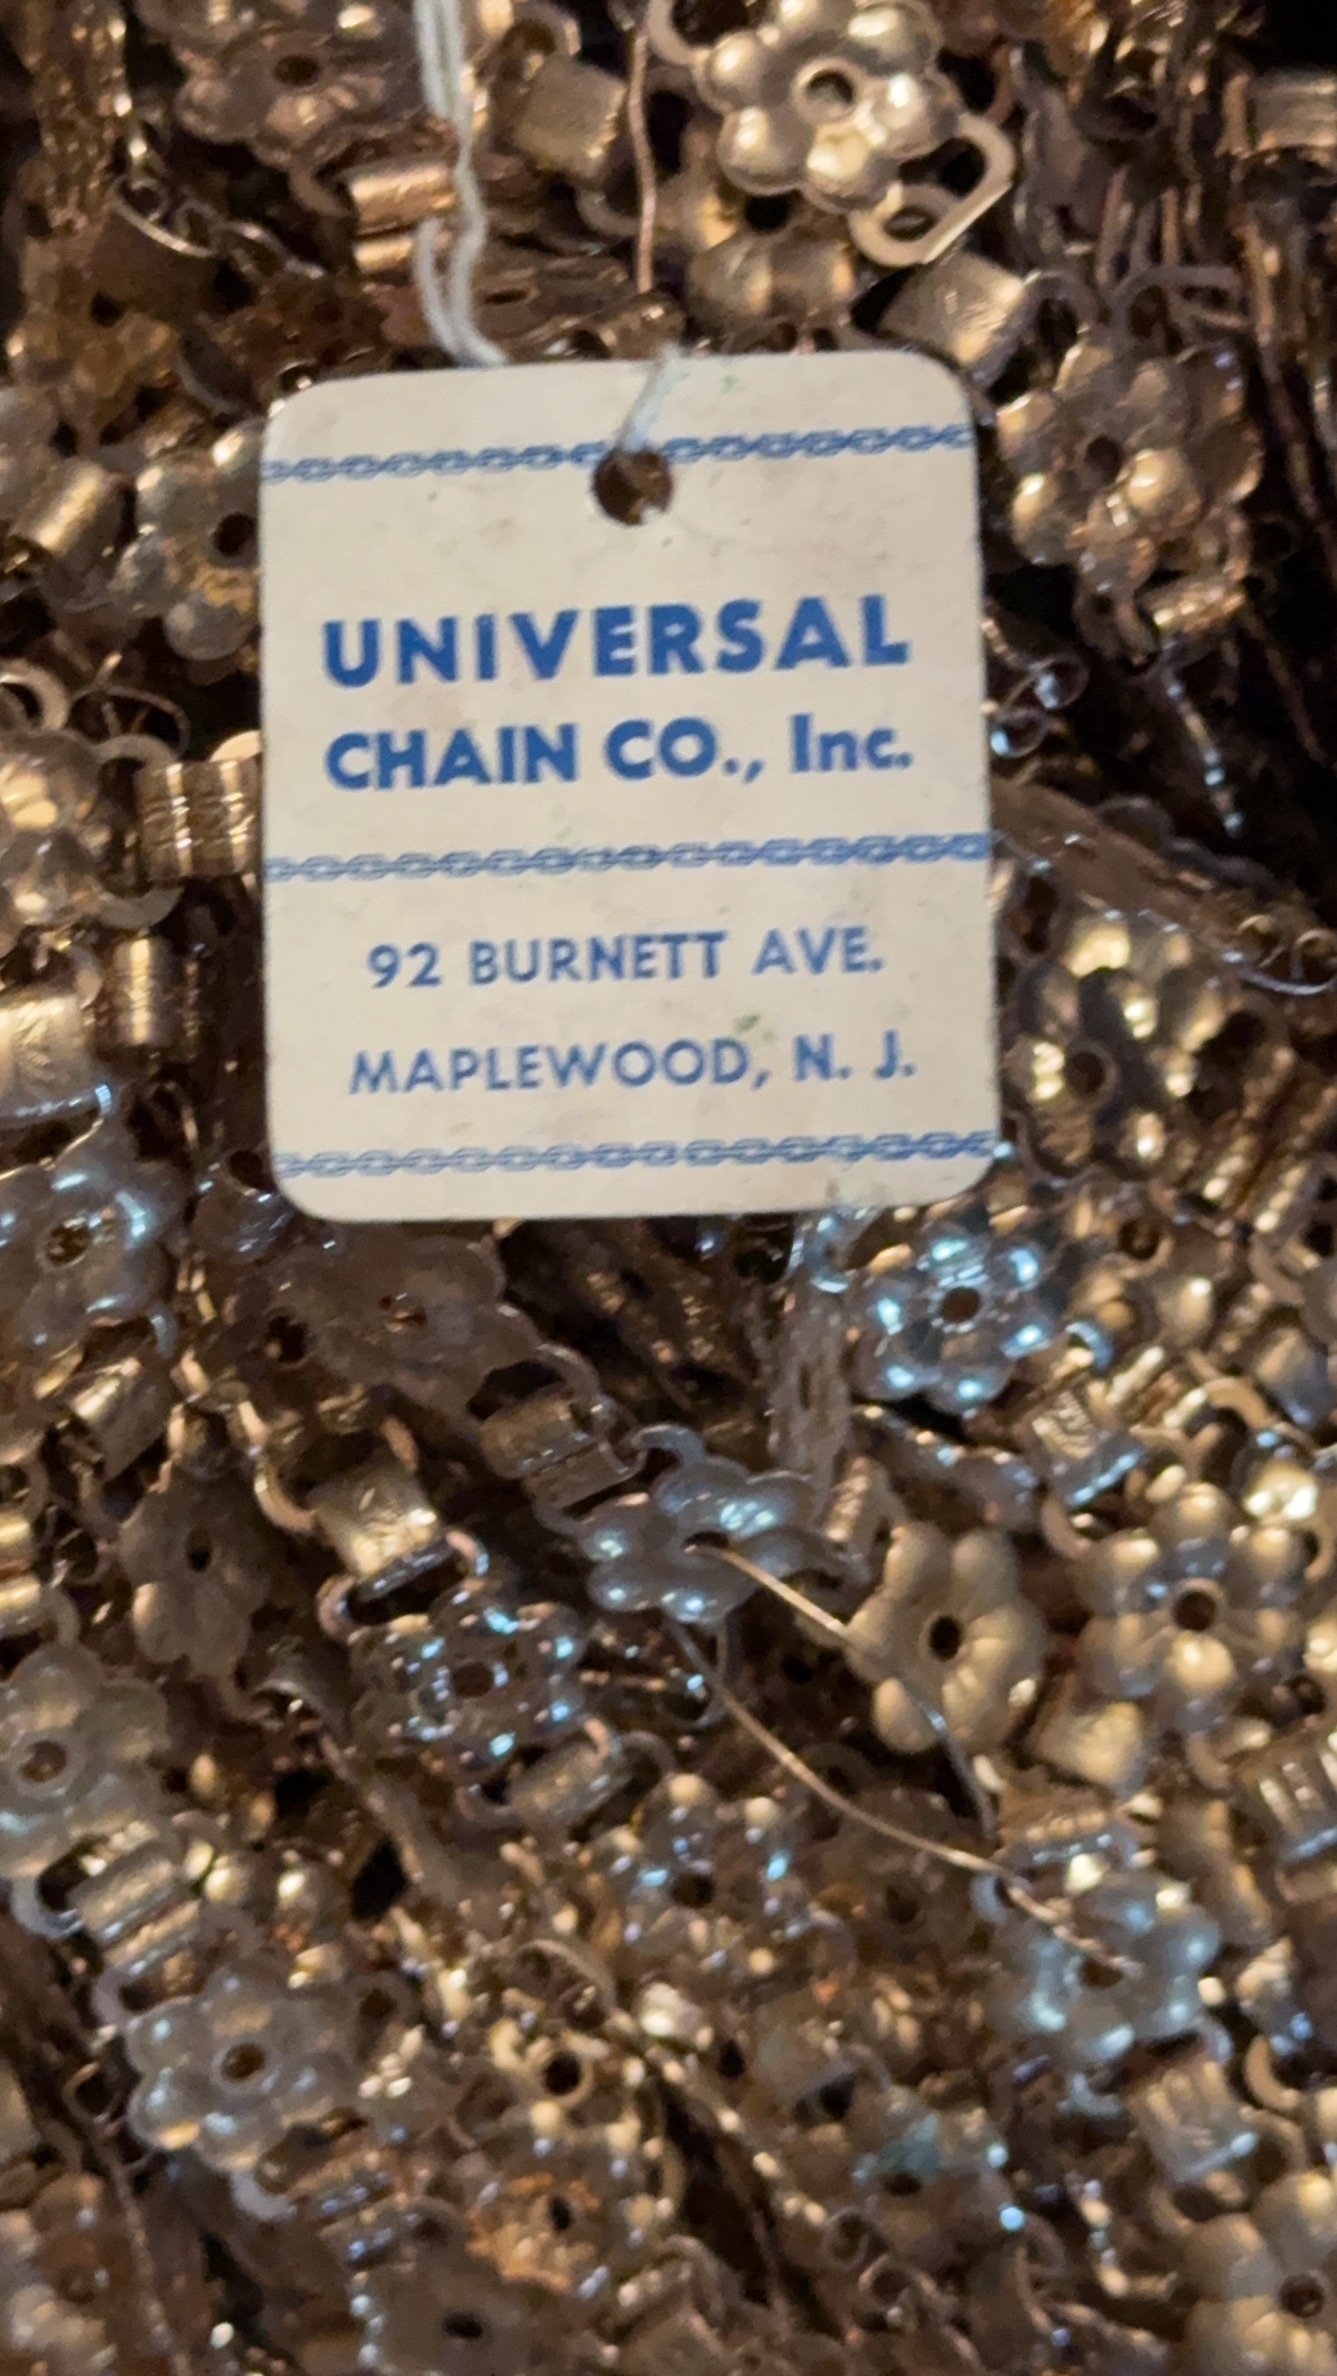 UNIVERSAL
CHAIN CO., Inc.
92 BURNETT AVE.
MAPLEWOOD, N. J.